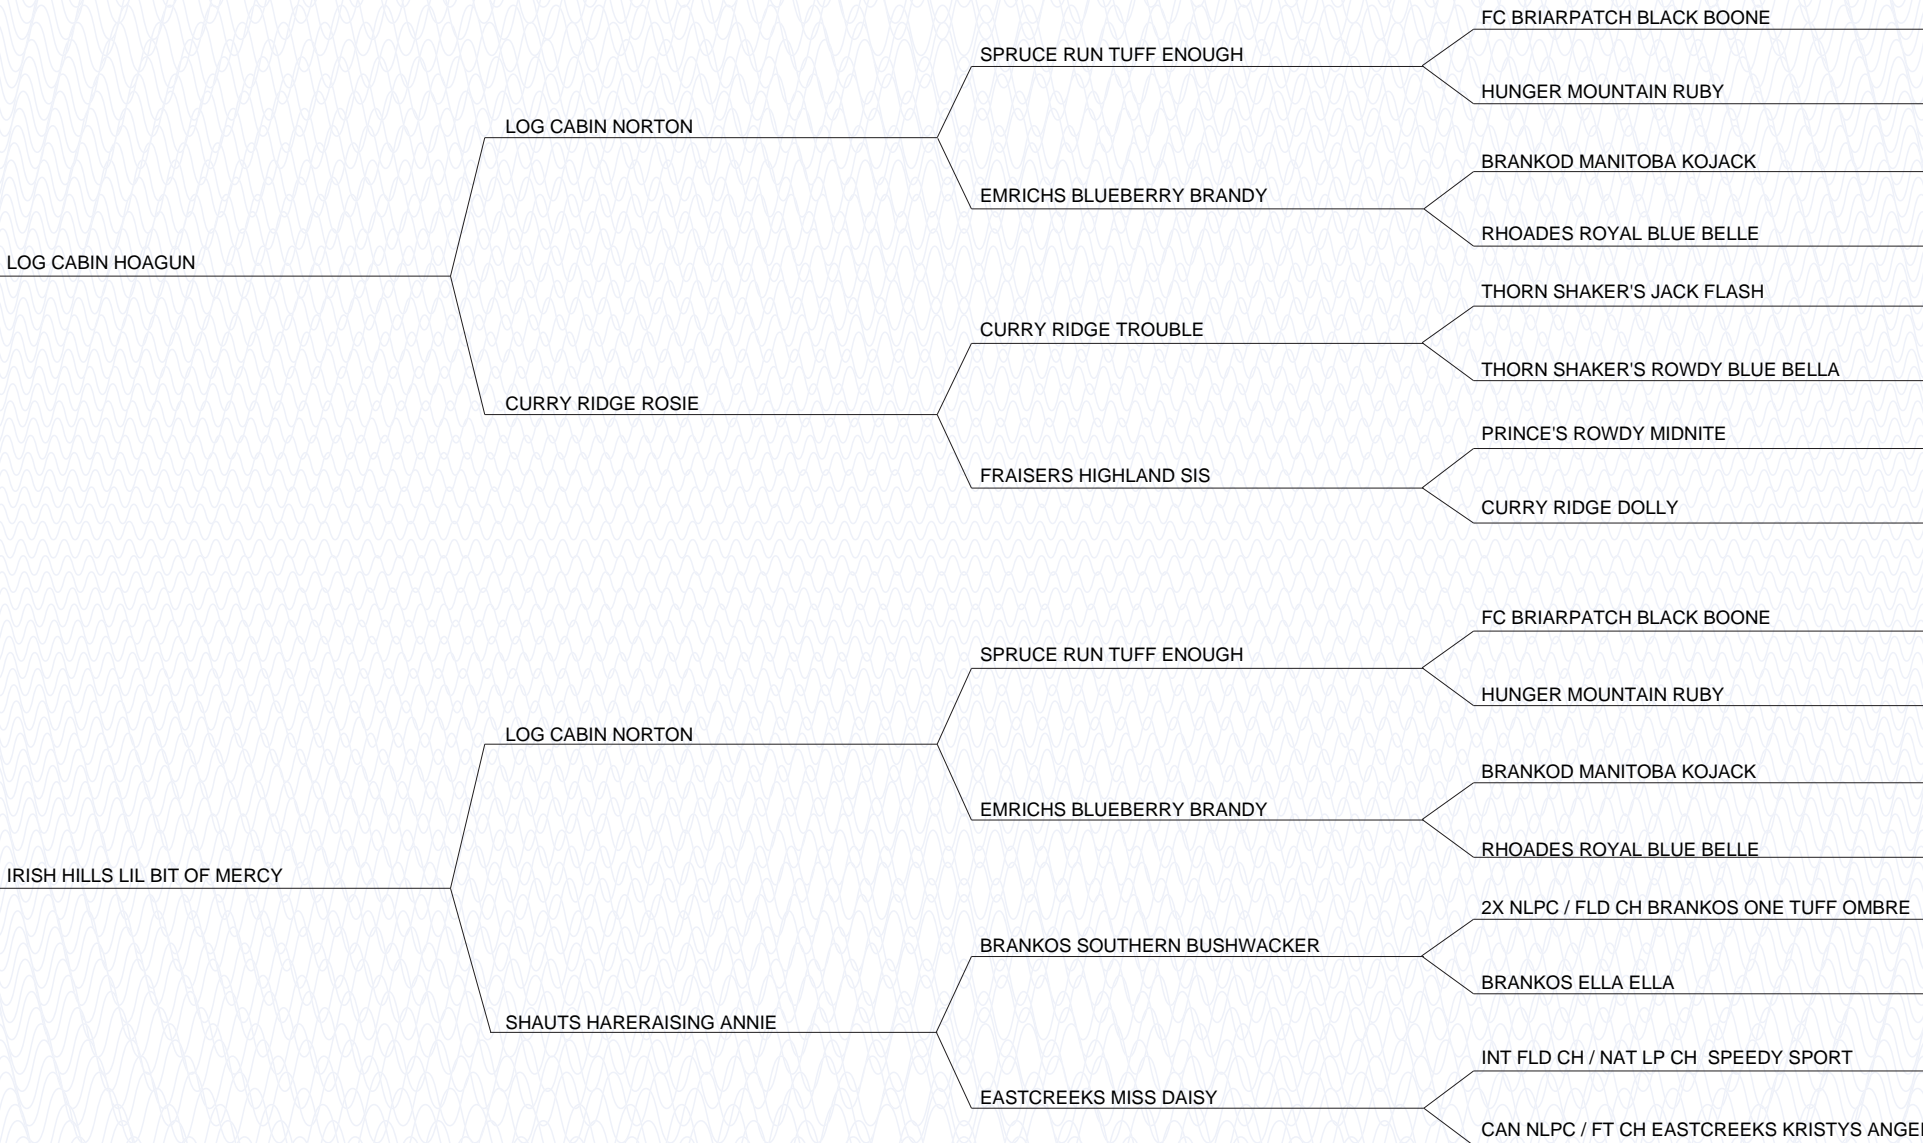 FC BRIARPATCH BLACK BOONE
SPRUCE RUN TUFF ENOUGH
HUNGER MOUNTAIN RUBY
LOG CABIN NORTON
BRANKOD MANITOBA KOJACK
EMRICHS BLUEBERRY BRANDY
RHOADES ROYAL BLUE BELLE
LOG CABIN HOAGUN
THORN SHAKER'S JACK FLASH
CURRY RIDGE TROUBLE
THORN SHAKER'S ROWDY BLUE BELLA
CURRY RIDGE ROSIE
PRINCE'S ROWDY MIDNITE
FRAISERS HIGHLAND SIS
CURRY RIDGE DOLLY
FC BRIARPATCH BLACK BOONE
SPRUCE RUN TUFF ENOUGH
HUNGER MOUNTAIN RUBY
LOG CABIN NORTON
BRANKOD MANITOBA KOJACK
EMRICHS BLUEBERRY BRANDY
RHOADES ROYAL BLUE BELLE
IRISH HILLS LIL BIT OF MERCY
2X NLPC / FLD CH BRANKOS ONE TUFF OMBRE
BRANKOS SOUTHERN BUSHWACKER
BRANKOS ELLA ELLA
SHAUTS HARERAISING ANNIE
INT FLD CH / NAT LP CH  SPEEDY SPORT
EASTCREEKS MISS DAISY
CAN NLPC / FT CH EASTCREEKS KRISTYS